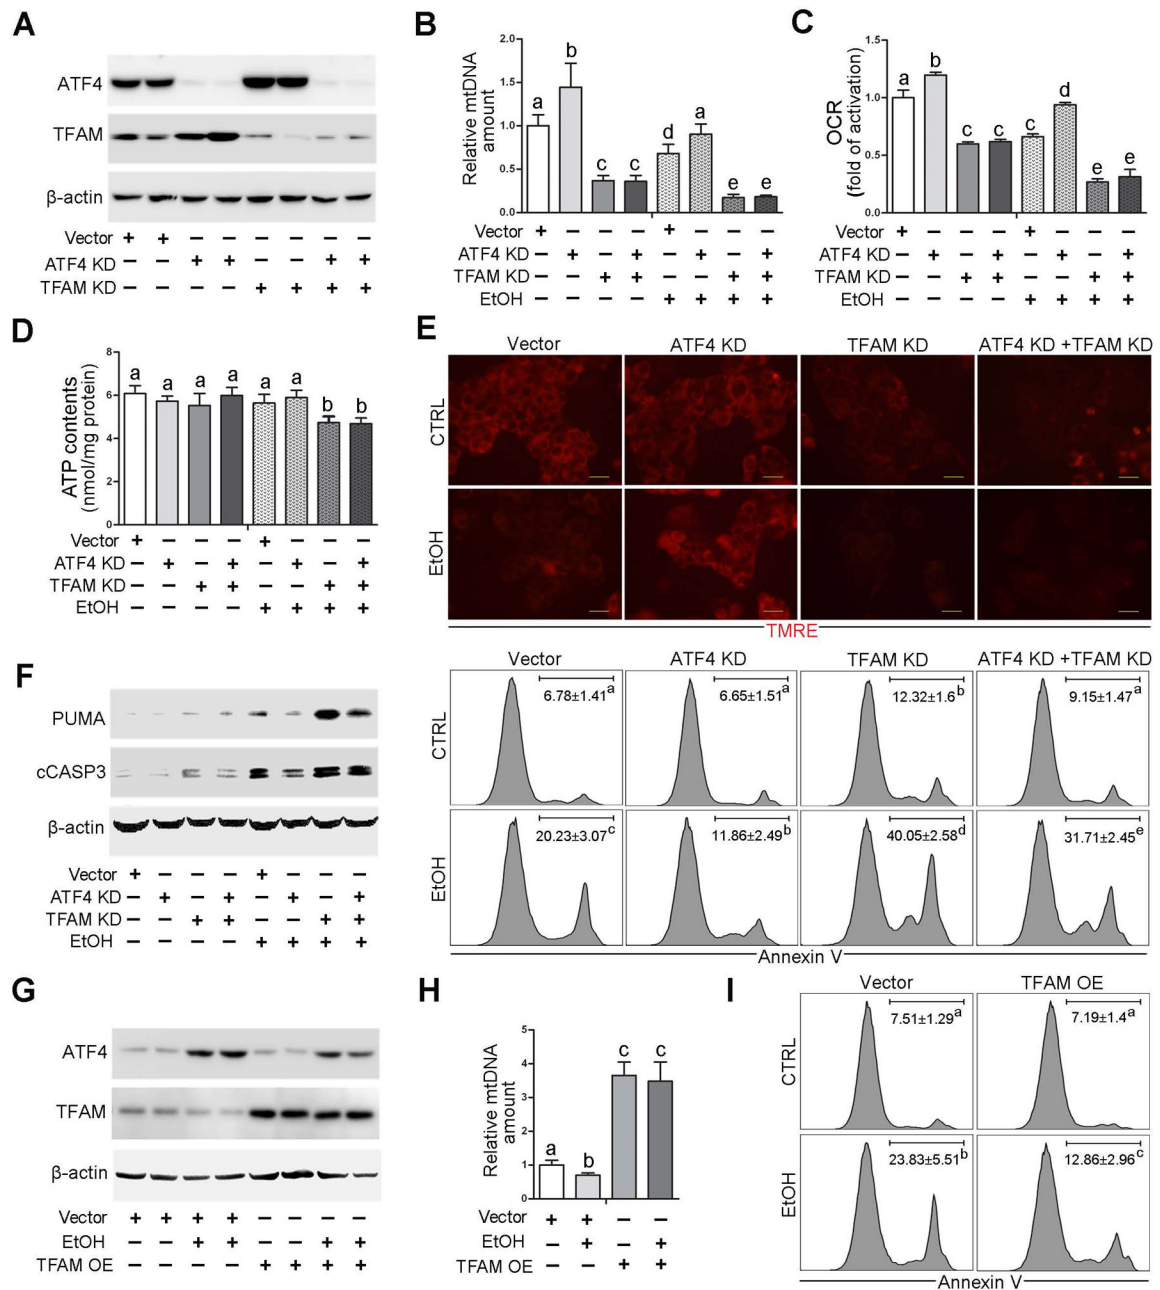 A
ATF4
TFAM
β-actin
Vector + + − − − − − −
ATF4 KD − − + + − − + +
TFAM KD − − − − + + + +
B
Relative mtDNA
amount
2.0
1.5
1.0
0.5
0.0
a b c c d a e e
Vector + − − − + − − −
ATF4 KD − + − + − + − +
TFAM KD − − + + − − + +
EtOH − − − − + + + +
C
OCR
(fold of activation)
1.5
1.0
0.5
0.0
a b c c c d e e
Vector + − − − + − − −
ATF4 KD − + − + − + − +
TFAM KD − − + + − − + +
EtOH − − − − + + + +
D
ATP contents
(nmol/mg protein)
8
6
4
2
0
a a a a a a b b
Vector + − − − + − − −
ATF4 KD − + − + − + − +
TFAM KD − − + + − − + +
EtOH − − − − + + + +
E
Vector ATF4 KD TFAM KD ATF4 KD +TFAM KD
CTRL
EtOH
TMRE
F
PUMA
cCASP3
β-actin
Vector + − − − + − − −
ATF4 KD − + − + − + − +
TFAM KD − − + + − − + +
EtOH − − − − + + + +
Vector ATF4 KD TFAM KD ATF4 KD +TFAM KD
CTRL
6.78±1.41a 6.65±1.51a 12.32±1.6b 9.15±1.47a
EtOH
20.23±3.07c 11.86±2.49b 40.05±2.58d 31.71±2.45e
Annexin V
G
ATF4
TFAM
β-actin
Vector + + + + − − − −
EtOH − − + + − − + +
TFAM OE − − − − + + + +
H
Relative mtDNA
amount
5
4
3
2
1
0
a b c c
Vector + + − −
EtOH − + − +
TFAM OE − − + +
I
Vector TFAM OE
CTRL
7.51±1.29a 7.19±1.4a
EtOH
23.83±5.51b 12.86±2.96c
Annexin V